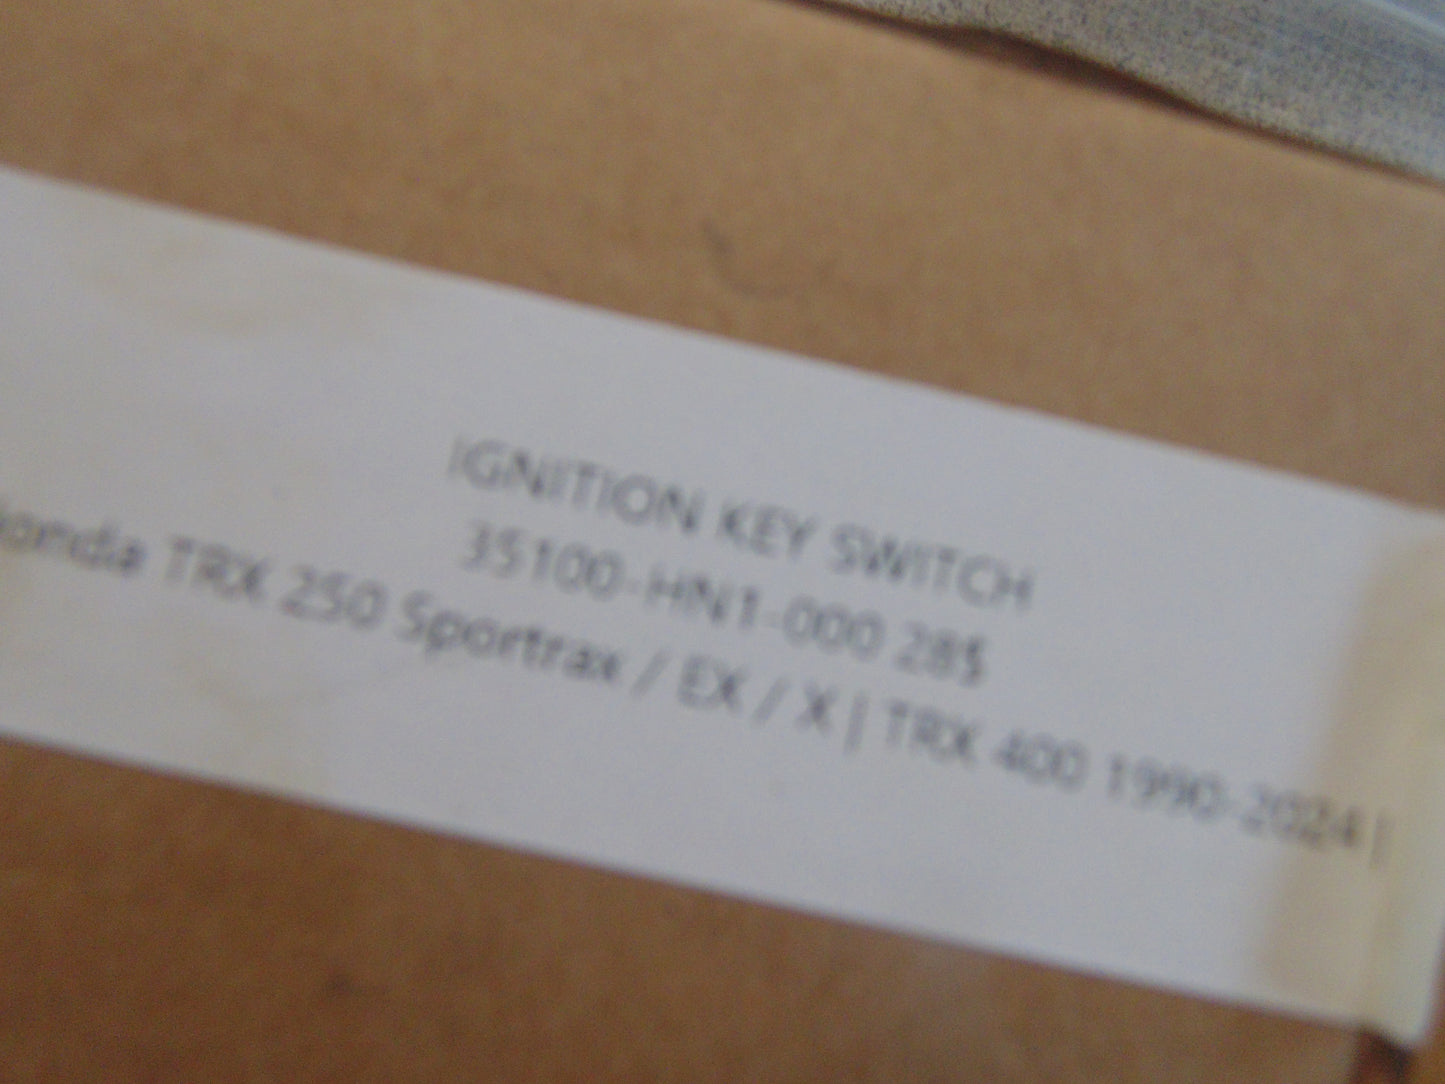 IGNITION KEY SWITCH
35100-HN1-000 28$
onda TRX 250 Sportrax / EX / X | TRX 400 1990-2024 |